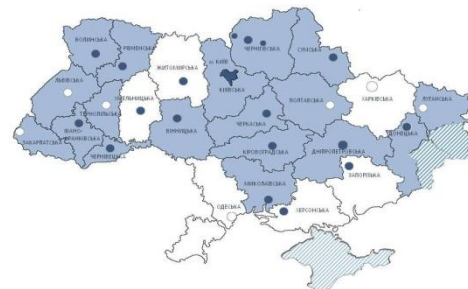 ВОЛИНСЬКА
РІВНЕНСЬКА
ЖИТОМИРСЬКА
м. КИЇВ
КИЇВСЬКА
ЧЕРНІГІВСЬКА
СУМСЬКА
ЛЬВІВСЬКА
ТЕРНОПІЛЬСЬКА
ХМЕЛЬНИЦЬКА
ЗАКАРПАТСЬКА
ІВАНО-
ФРАНКІВСЬКА
ЧЕРНІВЕЦЬКА
ВІННИЦЬКА
ЧЕРКАСЬКА
ПОЛТАВСЬКА
ХАРКІВСЬКА
ЛУГАНСЬКА
КІРОВОГРАДСЬКА
ДНІПРОПЕТРОВСЬКА
ДОНЕЦЬКА
ЗАПОРІЗЬКА
МИКОЛАЇВСЬКА
ОДЕСЬКА
ХЕРСОНСЬКА